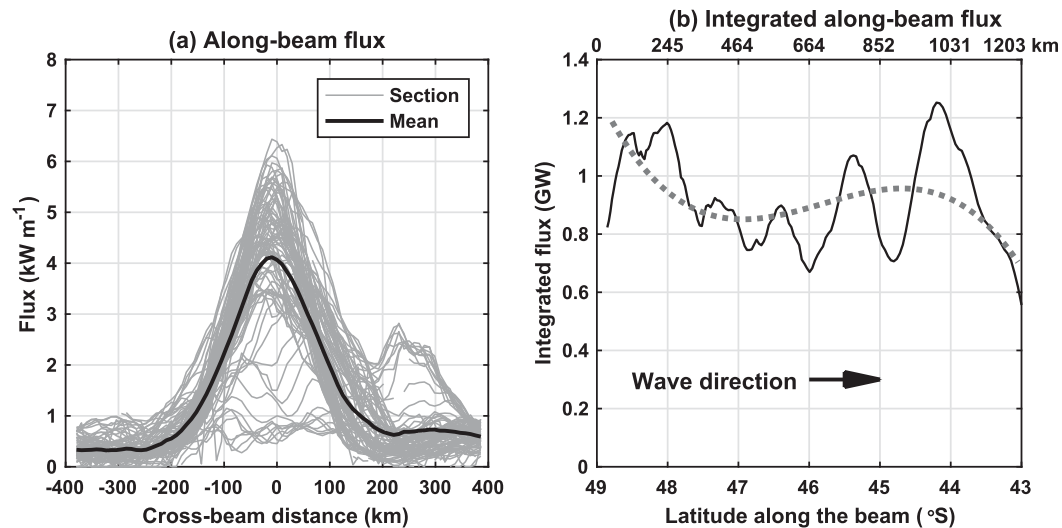 (a) Along-beam flux
8
7
6
5
4
3
2
1
0
Flux (kW m-1)
Section
Mean
-400 -300 -200 -100 0 100 200 300 400
Cross-beam distance (km)
(b) Integrated along-beam flux
0 245 464 664 852 1031 1203 km
1.4
1.2
1
0.8
0.6
0.4
0.2
0
Integrated flux (GW)
Wave direction
49 48 47 46 45 44 43
Latitude along the beam ( °S)